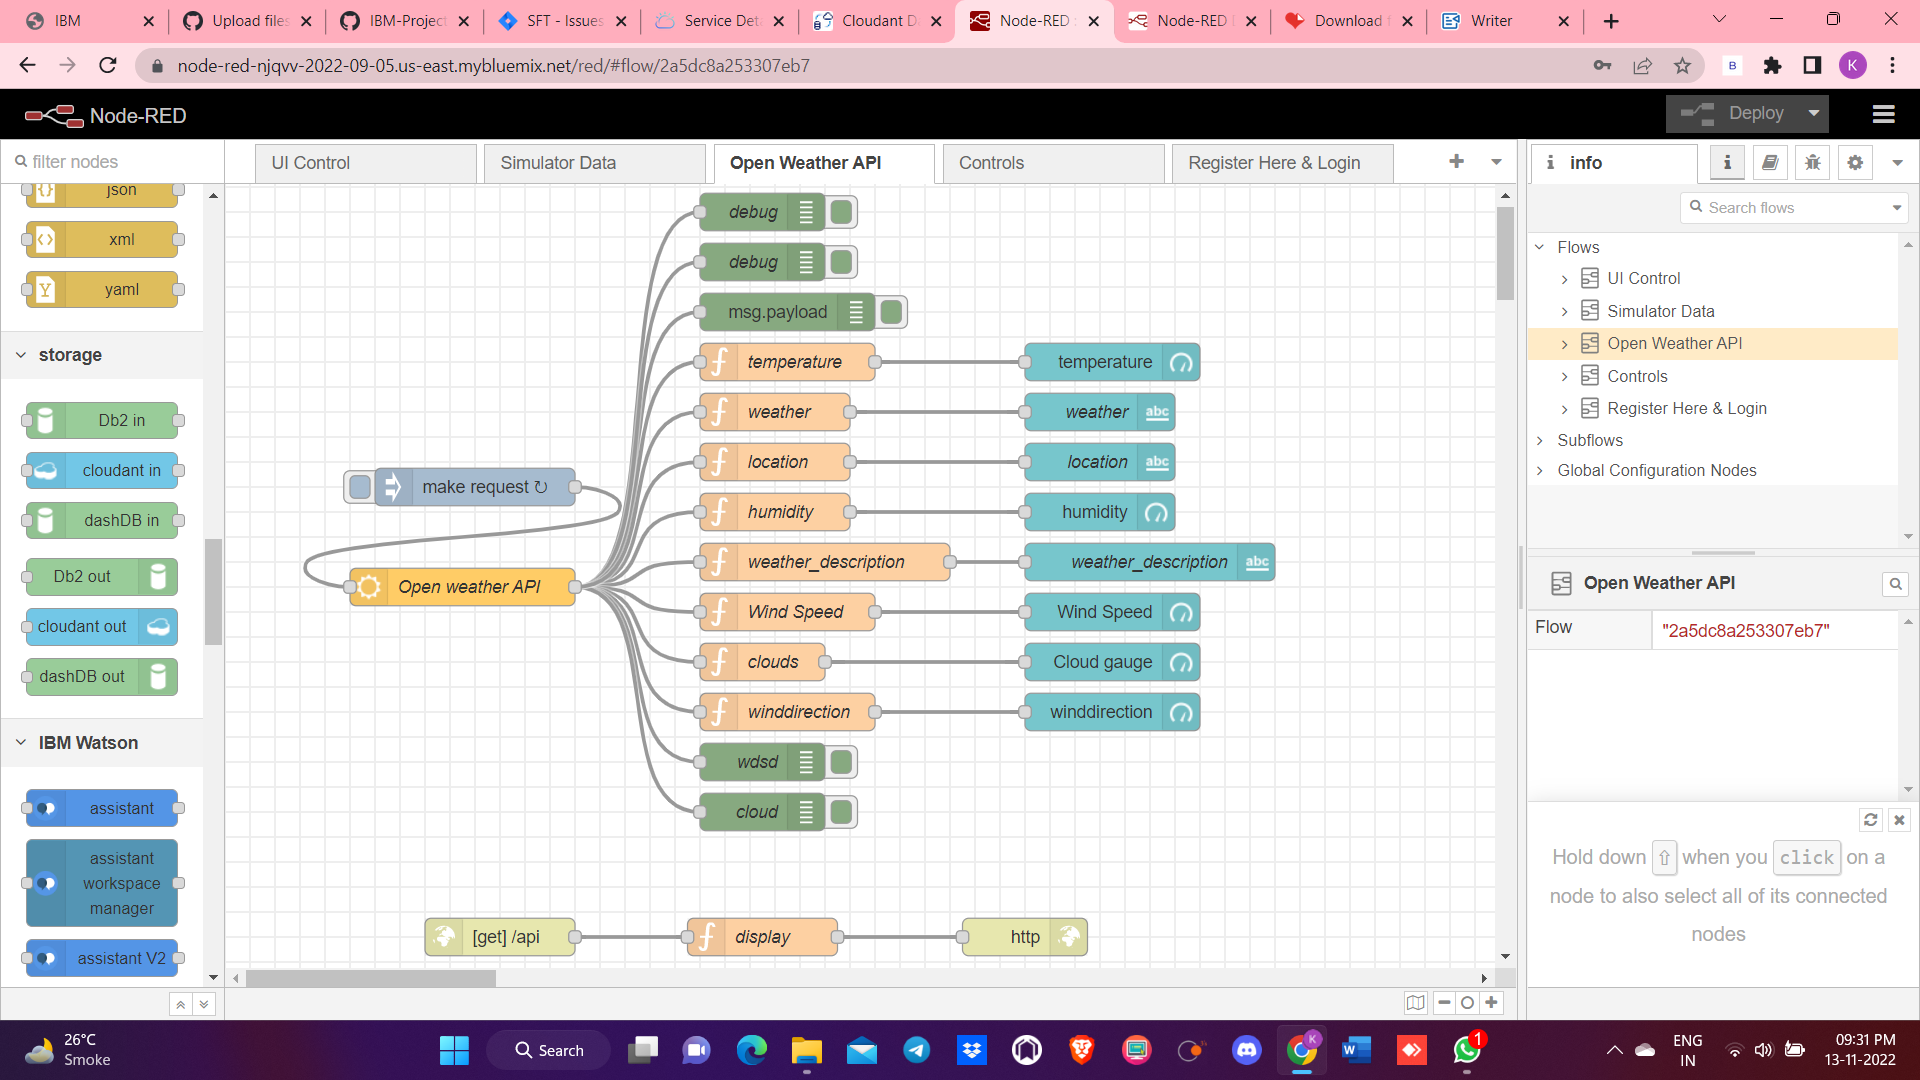 IBM
Upload files
IBM-Project
SFT - Issues
Service Det
Cloudant D
Node-RED
Node-RED
Download f
Writer
node-red-njqvv-2022-09-05.us-east.mybluemix.net/red/#flow/2a5dc8a253307eb7
B
K
Node-RED
Deploy
filter nodes
UI Control
Simulator Data
Open Weather API
Controls
Register Here & Login
i info
i
Search flows
json
xml
yaml
storage
Db2 in
cloudant in
dashDB in
Db2 out
cloudant out
dashDB out
IBM Watson
assistant
assistant
workspace
manager
assistant V2
debug
debug
msg.payload
temperature
temperature
weather
weather abc
location
location abc
make request ↻
humidity
humidity
weather_description
weather_description abc
Open weather API
Wind Speed
Wind Speed
clouds
Cloud gauge
winddirection
winddirection
wdsd
cloud
[get] /api
display
http
Flows
UI Control
Simulator Data
Open Weather API
Controls
Register Here & Login
Subflows
Global Configuration Nodes
Open Weather API
Flow
"2a5dc8a253307eb7"
Hold down ⇧ when you click on a
node to also select all of its connected
nodes
26°C
Smoke
Search
K
W
1
ENG
IN
09:31 PM
13-11-2022